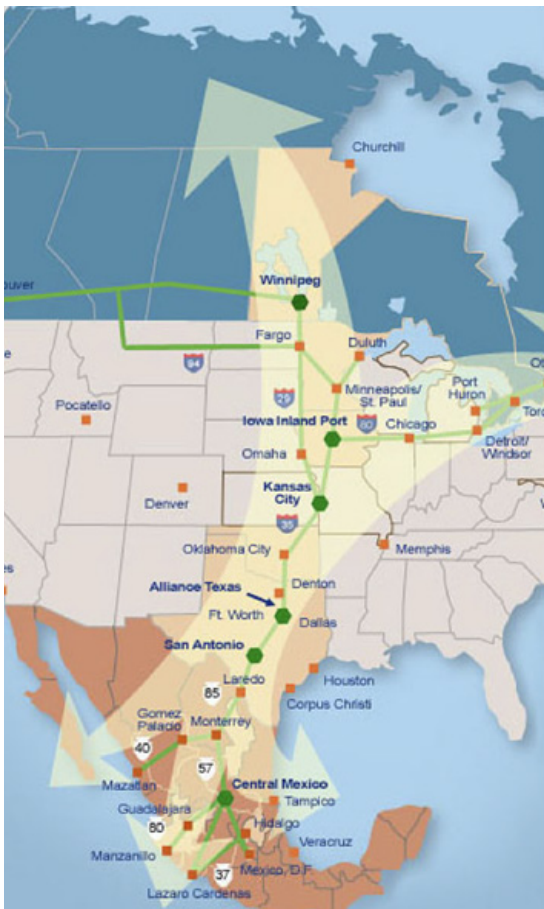 Churchill
Winnipeg
ouver
Fargo
Duluth
94
Minneapolis/
St. Paul
Port
Huron
Pocatello
29
Iowa Inland Port
80
Chicago
Detroit/
Windsor
Omaha
Kansas
City
Denver
35
Oklahoma City
Memphis
Denton
Alliance Texas
Ft. Worth
Dallas
San Antonio
Laredo
Houston
85
Corpus Christi
Gomez
Palacio
Monterrey
40
57
Mazatlan
Central Mexico
Tampico
Guadalajara
80
Hidalgo
Veracruz
Manzanillo
Mexico, D.F.
37
Lazaro Cardenas